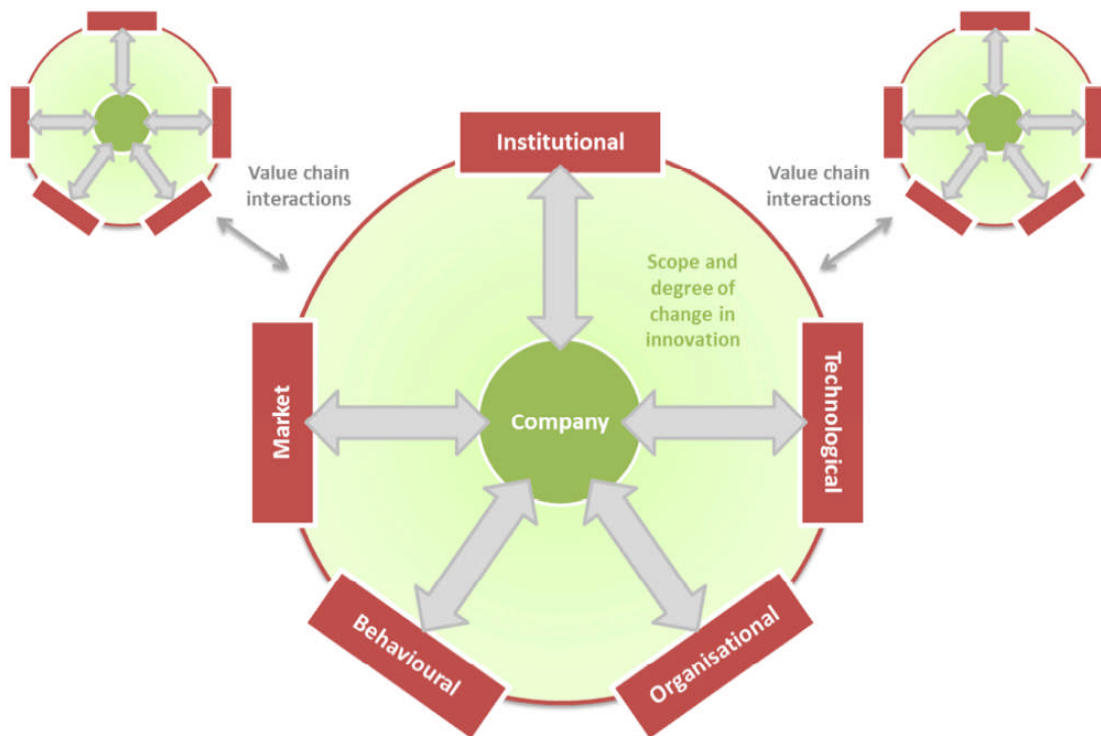 Institutional
Value chain
interactions
Value chain
interactions
Scope and
degree of
change in
innovation
Market
Company
Technological
Behavioural
Organisational